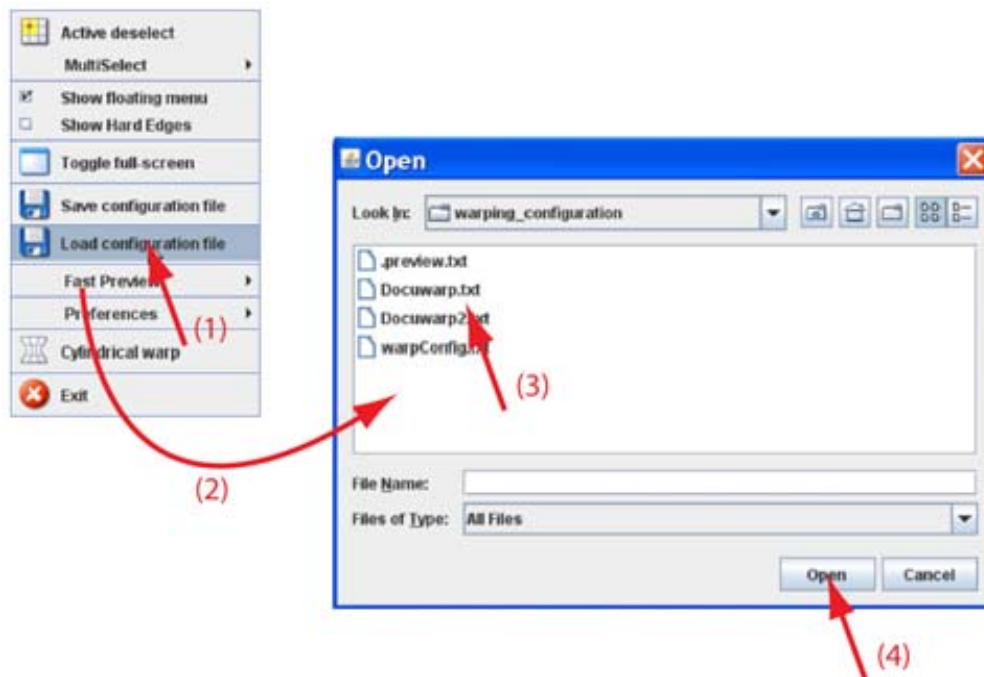 Active deselect
MultiSelect
Show floating menu
Show Hard Edges
Toggle full-screen
Save configuration file
Load configuration file
Fast Preview
Preferences
(1)
Cylindrical warp
Exit
(2)
Open
Look In: warping_configuration
.preview.txt
Docuwarp.txt
Docuwarp2.txt
warpConfig.txt
(3)
File Name:
Files of Type: All Files
Open Cancel
(4)